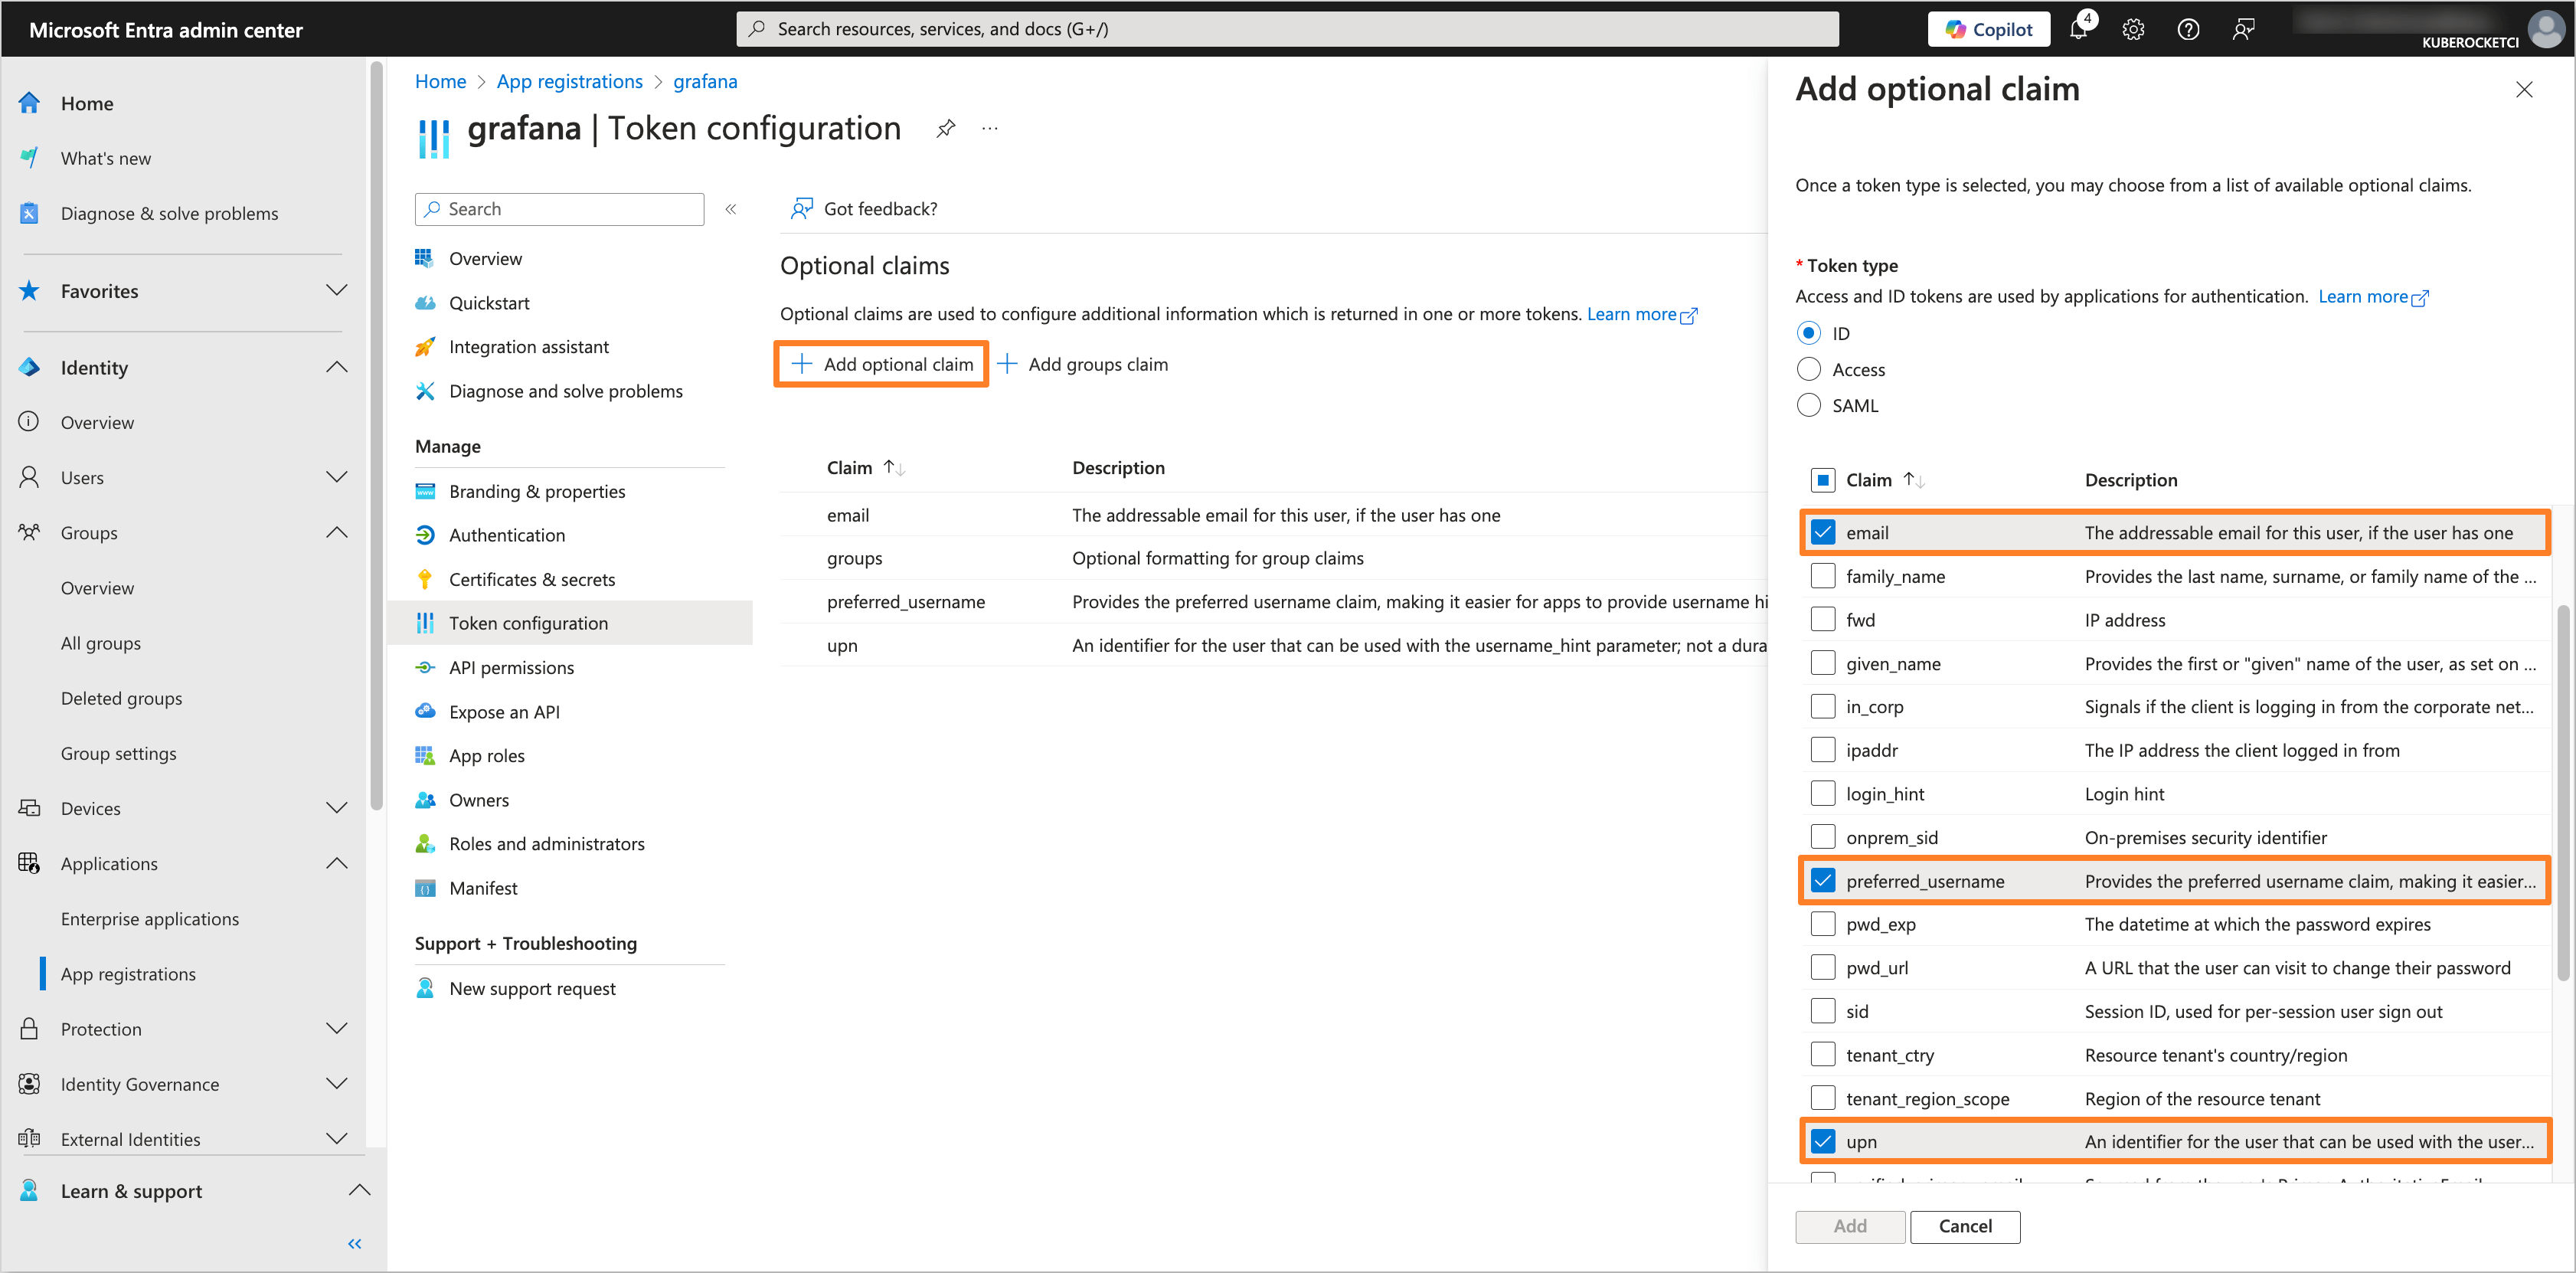 Microsoft Entra admin center
Search resources, services, and docs (G+/)
Copilot
4
KUBEROCKETCI
Home
What's new
Diagnose & solve problems
Favorites
Identity
Overview
Users
Groups
Overview
All groups
Deleted groups
Group settings
Devices
Applications
Enterprise applications
App registrations
Protection
Identity Governance
External Identities
Learn & support
Home > App registrations > grafana
grafana | Token configuration
Search
Overview
Quickstart
Integration assistant
Diagnose and solve problems
Manage
Branding & properties
Authentication
Certificates & secrets
Token configuration
API permissions
Expose an API
App roles
Owners
Roles and administrators
Manifest
Support + Troubleshooting
New support request
Got feedback?
Optional claims
Optional claims are used to configure additional information which is returned in one or more tokens. Learn more
Add optional claim
Add groups claim
Claim Description
email The addressable email for this user, if the user has one
groups Optional formatting for group claims
preferred_username Provides the preferred username claim, making it easier for apps to provide username hi
upn An identifier for the user that can be used with the username_hint parameter; not a dura
Add optional claim
Once a token type is selected, you may choose from a list of available optional claims.
* Token type
Access and ID tokens are used by applications for authentication. Learn more
ID
Access
SAML
Claim Description
email The addressable email for this user, if the user has one
family_name Provides the last name, surname, or family name of the ...
fwd IP address
given_name Provides the first or "given" name of the user, as set on ...
in_corp Signals if the client is logging in from the corporate net...
ipaddr The IP address the client logged in from
login_hint Login hint
onprem_sid On-premises security identifier
preferred_username Provides the preferred username claim, making it easier...
pwd_exp The datetime at which the password expires
pwd_url A URL that the user can visit to change their password
sid Session ID, used for per-session user sign out
tenant_ctry Resource tenant's country/region
tenant_region_scope Region of the resource tenant
upn An identifier for the user that can be used with the user...
Add
Cancel